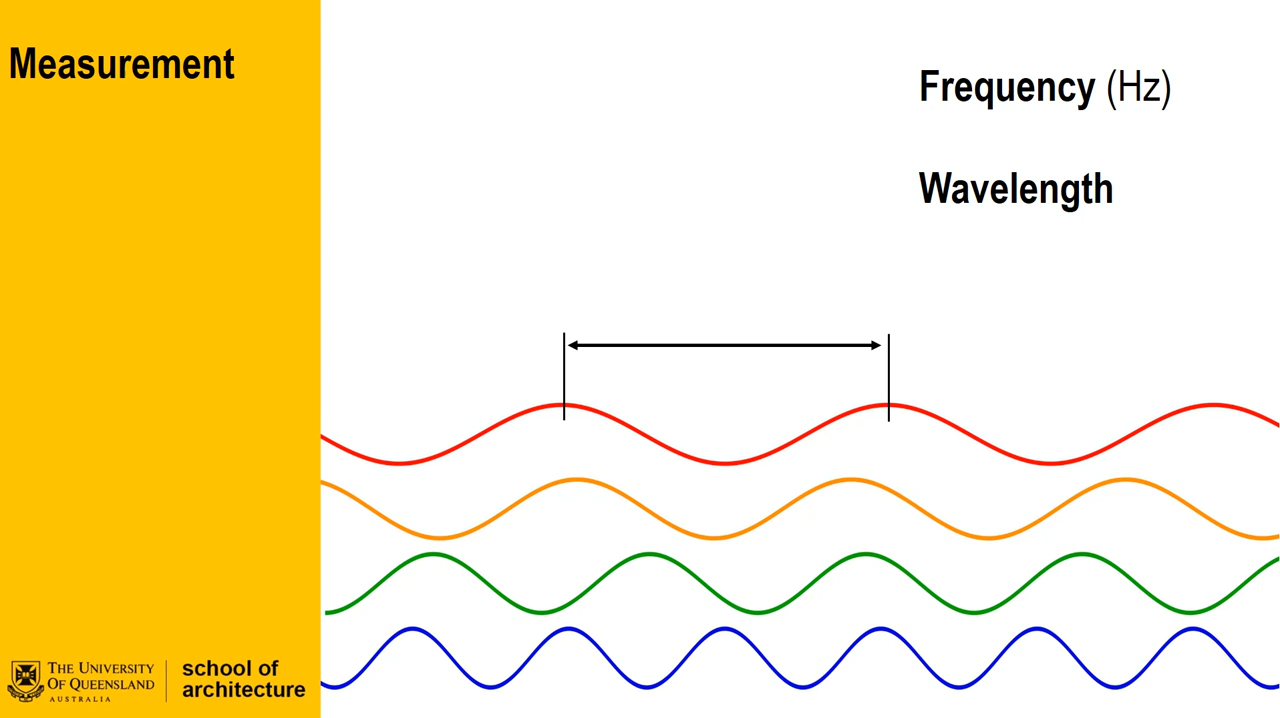 Measurement
Frequency (Hz)
Wavelength
THE UNIVERSITY
OF QUEENSLAND
AUSTRALIA
school of
architecture